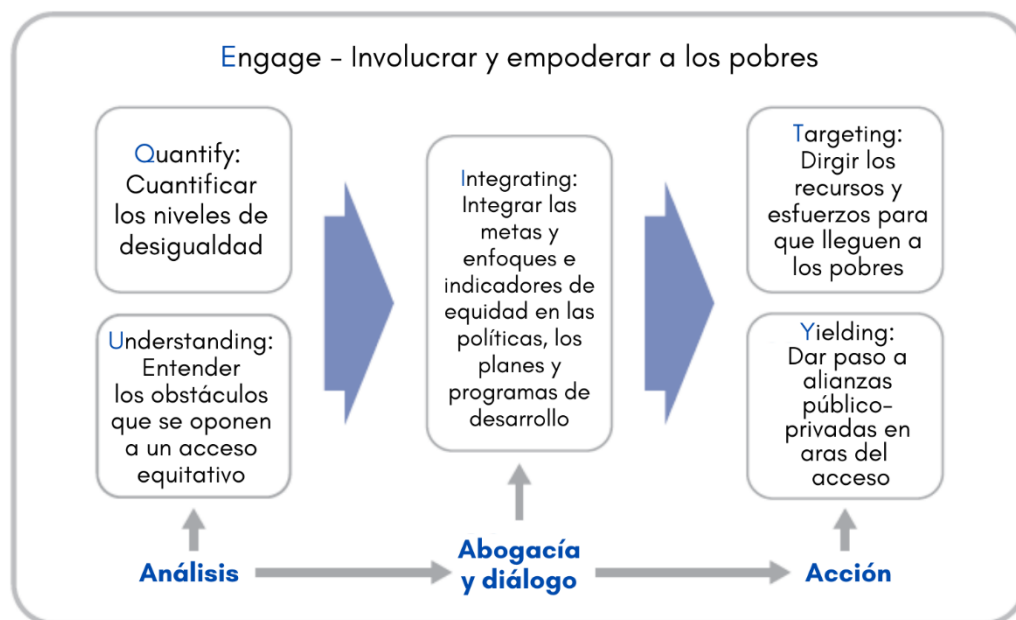 Engage - Involucrar y empoderar a los pobres
Quantify:
Cuantificar
los niveles de
desigualdad
Understanding:
Entender
los obstáculos
que se oponen
a un acceso
equitativo
Integrating:
Integrar las
metas y
enfoques e
indicadores de
equidad en las
políticas, los
planes y
programas de
desarrollo
Targeting:
Dirgir los
recursos y
esfuerzos para
que lleguen a
los pobres
Yielding:
Dar paso a
alianzas
público-
privadas en
aras del
acceso
Análisis
Abogacía
y diálogo
Acción